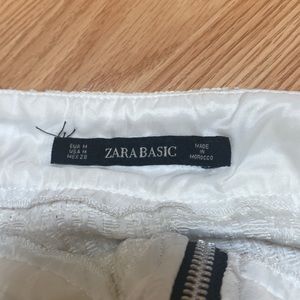 EUR M
USA M
MEX 28
ZARA BASIC
MADE
IN
MOROCCO